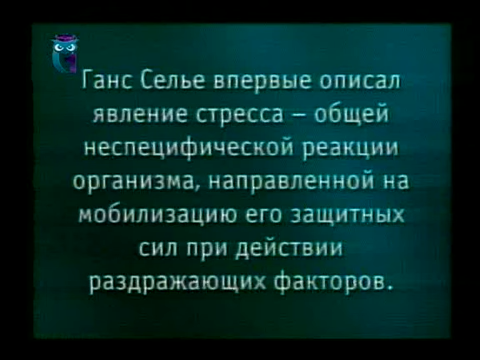 Ганс Селье впервые описал
явление стресса – общей
неспецифической реакции
организма, направленной на
мобилизацию его защитных
сил при действии
раздражающих факторов.